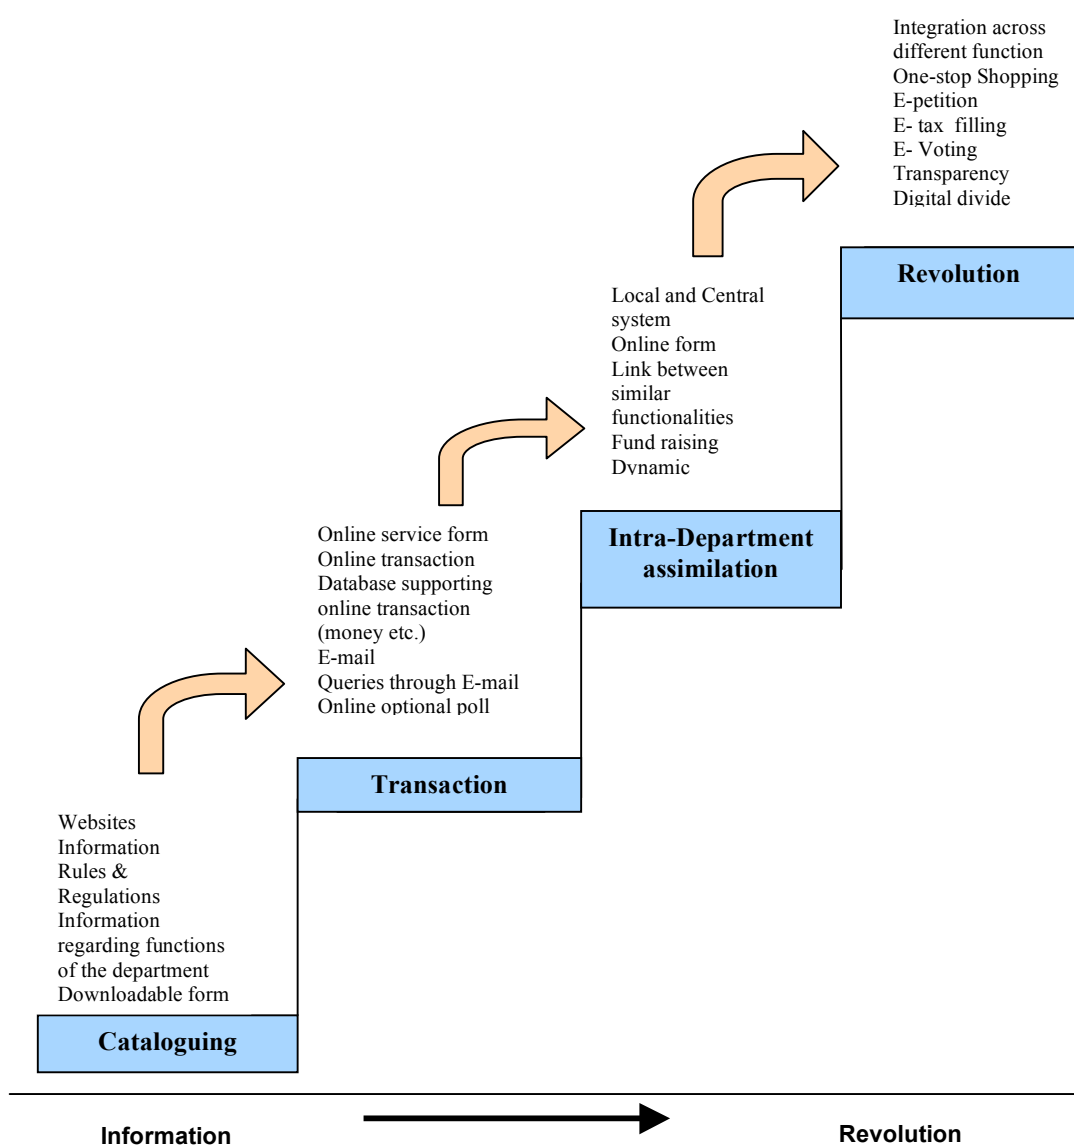 Integration across
different function
One-stop Shopping
E-petition
E- tax  filling
E- Voting
Transparency
Digital divide
Revolution
Local and Central
system
Online form
Link between
similar
functionalities
Fund raising
Dynamic
Intra-Department
assimilation
Online service form
Online transaction
Database supporting
online transaction
(money etc.)
E-mail
Queries through E-mail
Online optional poll
Transaction
Websites
Information
Rules &
Regulations
Information
regarding functions
of the department
Downloadable form
Cataloguing
Information
Revolution